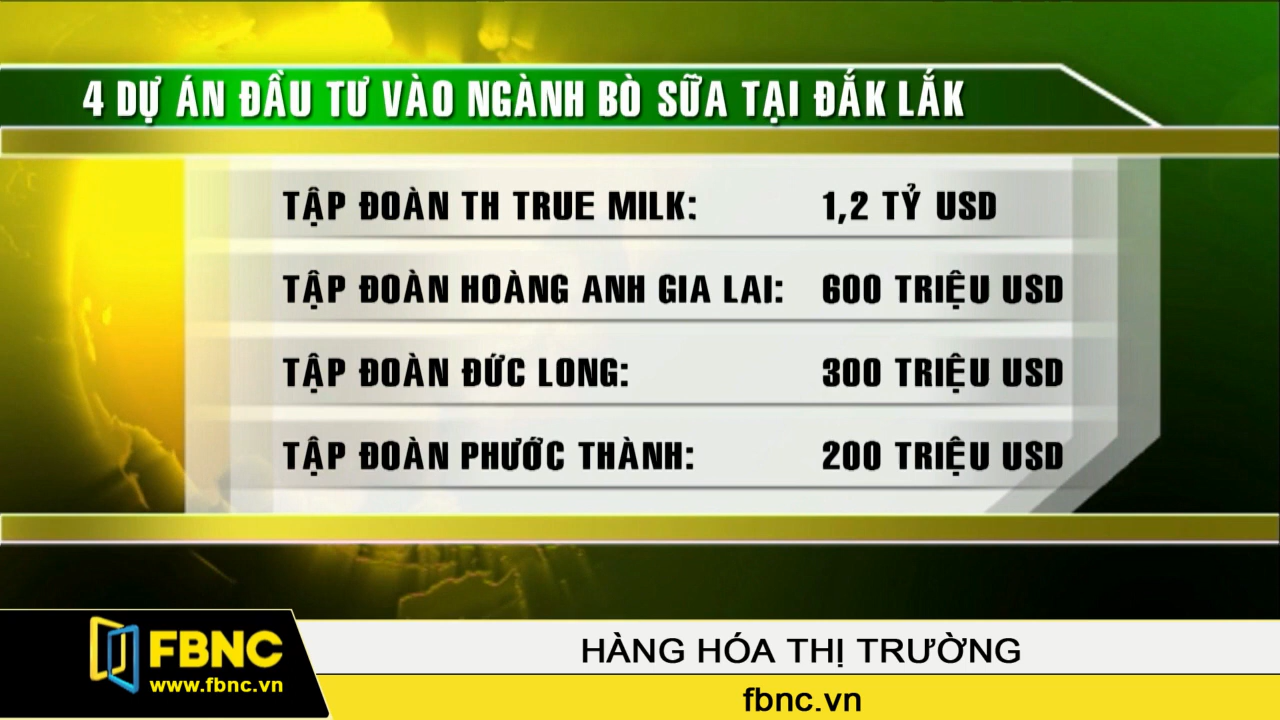 4 DỰ ÁN ĐẦU TƯ VÀO NGÀNH BÒ SỮA TẠI ĐẮK LẮK
TẬP ĐOÀN TH TRUE MILK: 1,2 TỶ USD
TẬP ĐOÀN HOÀNG ANH GIA LAI: 600 TRIỆU USD
TẬP ĐOÀN ĐỨC LONG: 300 TRIỆU USD
TẬP ĐOÀN PHƯỚC THÀNH: 200 TRIỆU USD
FBNC
www.fbnc.vn
HÀNG HÓA THỊ TRƯỜNG
fbnc.vn